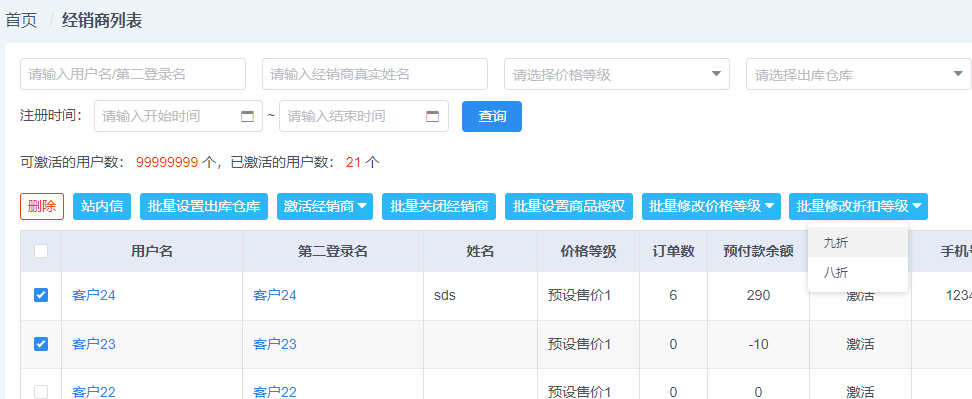 首页 / 经销商列表
请输入用户名/第二登录名 请输入经销商真实姓名 请选择价格等级 请选择出库仓库
注册时间： 请输入开始时间 ~ 请输入结束时间 查询
可激活的用户数： 99999999 个，已激活的用户数： 21 个
删除 站内信 批量设置出库仓库 激活经销商 批量关闭经销商 批量设置商品授权 批量修改价格等级 批量修改折扣等级
九折
八折
用户名 第二登录名 姓名 价格等级 订单数 预付款余额 手机
客户24 客户24 sds 预设售价1 6 290 激活 1234
客户23 客户23 预设售价1 0 -10 激活
客户22 客户22 预设售价1 0 0 激活